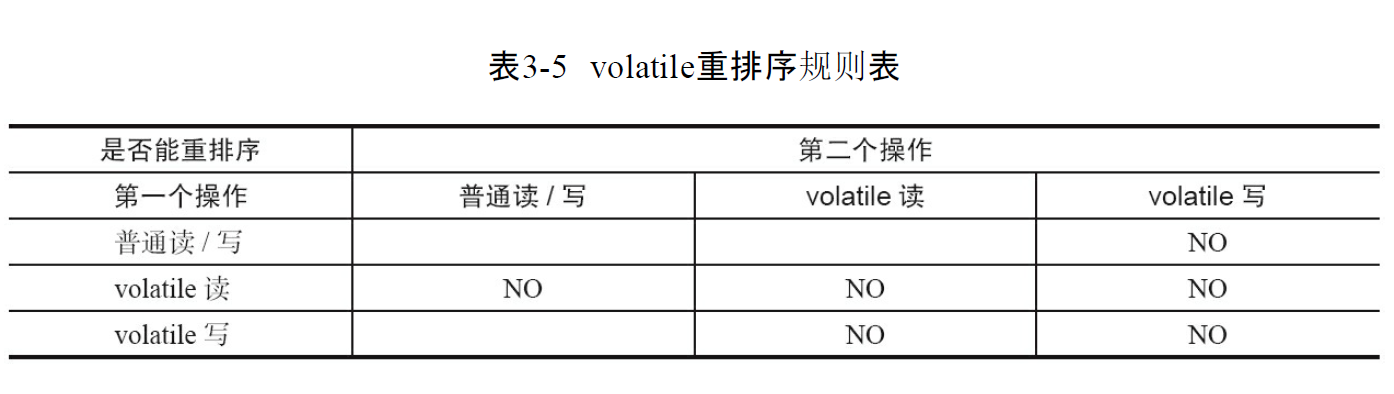 表3-5 volatile重排序规则表
是否能重排序 第二个操作
第一个操作 普通读 / 写 volatile 读 volatile 写
普通读 / 写 NO
volatile 读 NO NO NO
volatile 写 NO NO